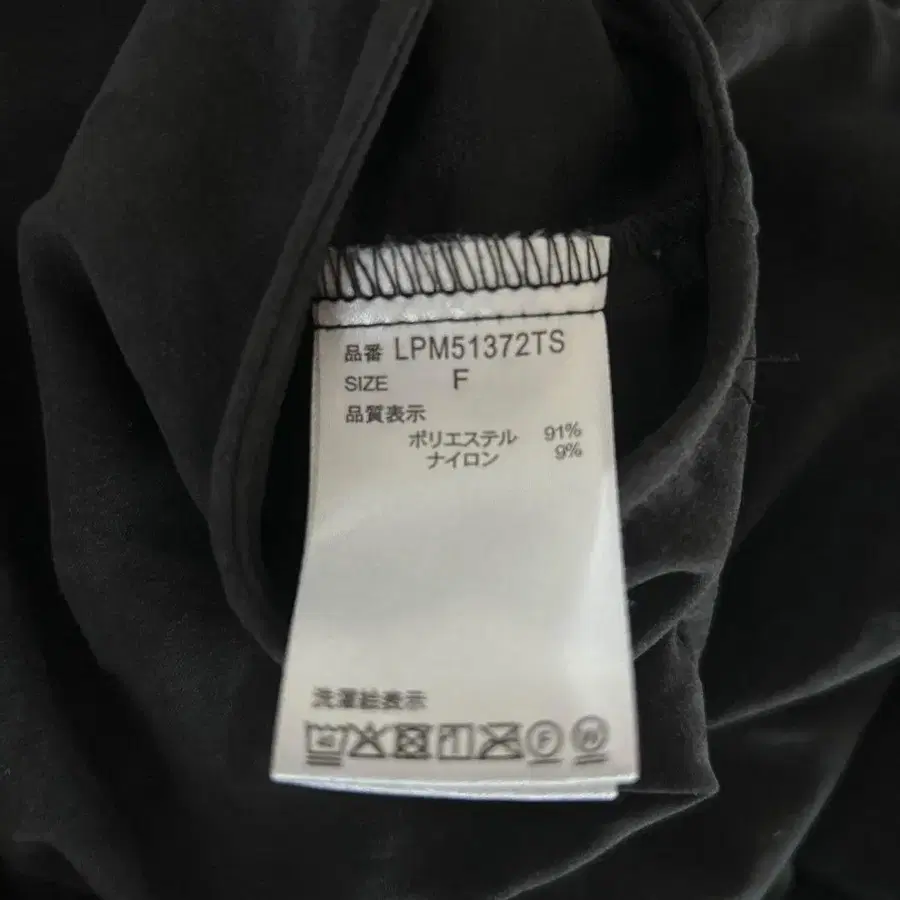 品番 LPM51372TS
SIZE F
品質表示
ポリエステル 91%
ナイロン 9%
洗濯絵表示
40
F
W